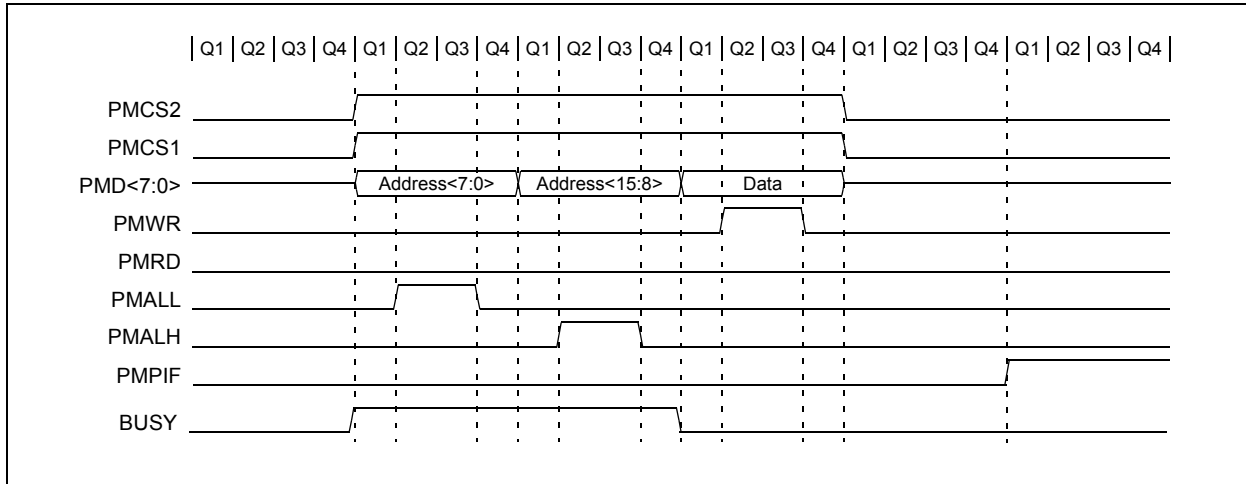 Q1 Q2 Q3 Q4 Q1 Q2 Q3 Q4 Q1 Q2 Q3 Q4 Q1 Q2 Q3 Q4 Q1 Q2 Q3 Q4 Q1 Q2 Q3 Q4
PMCS2
PMCS1
PMD<7:0> Address<7:0> Address<15:8> Data
PMWR
PMRD
PMALL
PMALH
PMPIF
BUSY